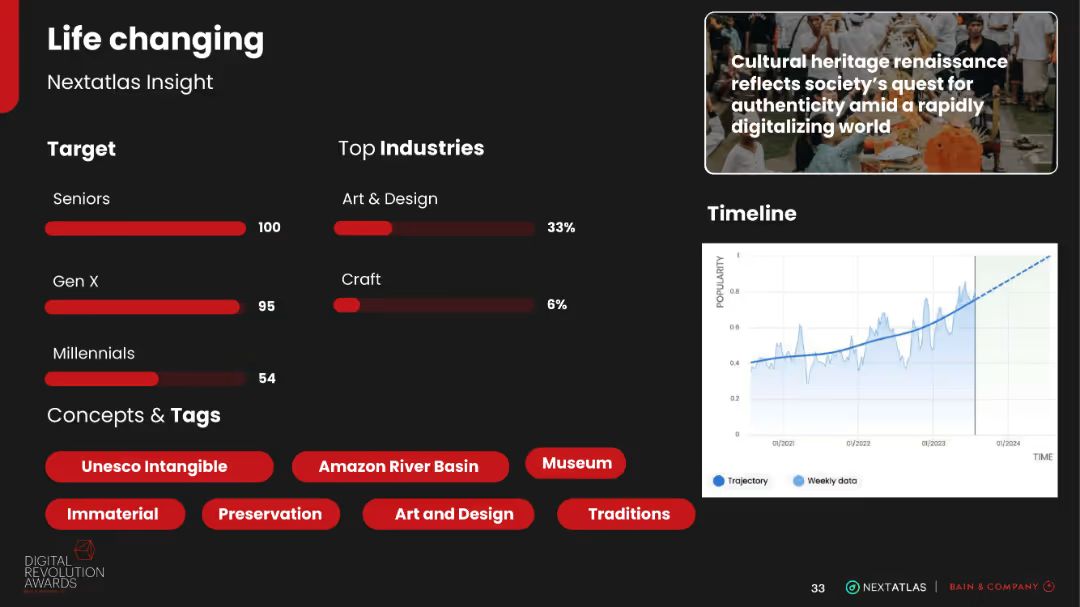 Life changing
Nextatlas Insight
Cultural heritage renaissance
reflects society's quest for
authenticity amid a rapidly
digitalizing world
Target
Seniors
100
Gen X
95
Millennials
54
Top Industries
Art & Design
33%
Craft
6%
Concepts & Tags
Unesco Intangible
Amazon River Basin
Museum
Immaterial
Preservation
Art and Design
Traditions
Timeline
POPULARITY
1
0.8
0.6
0.4
0.2
0
01/2021
01/2022
01/2023
01/2024
TIME
Trajectory
Weekly data
DIGITAL
REVOLUTION
AWARDS
33
NEXTATLAS
BAIN & COMPANY